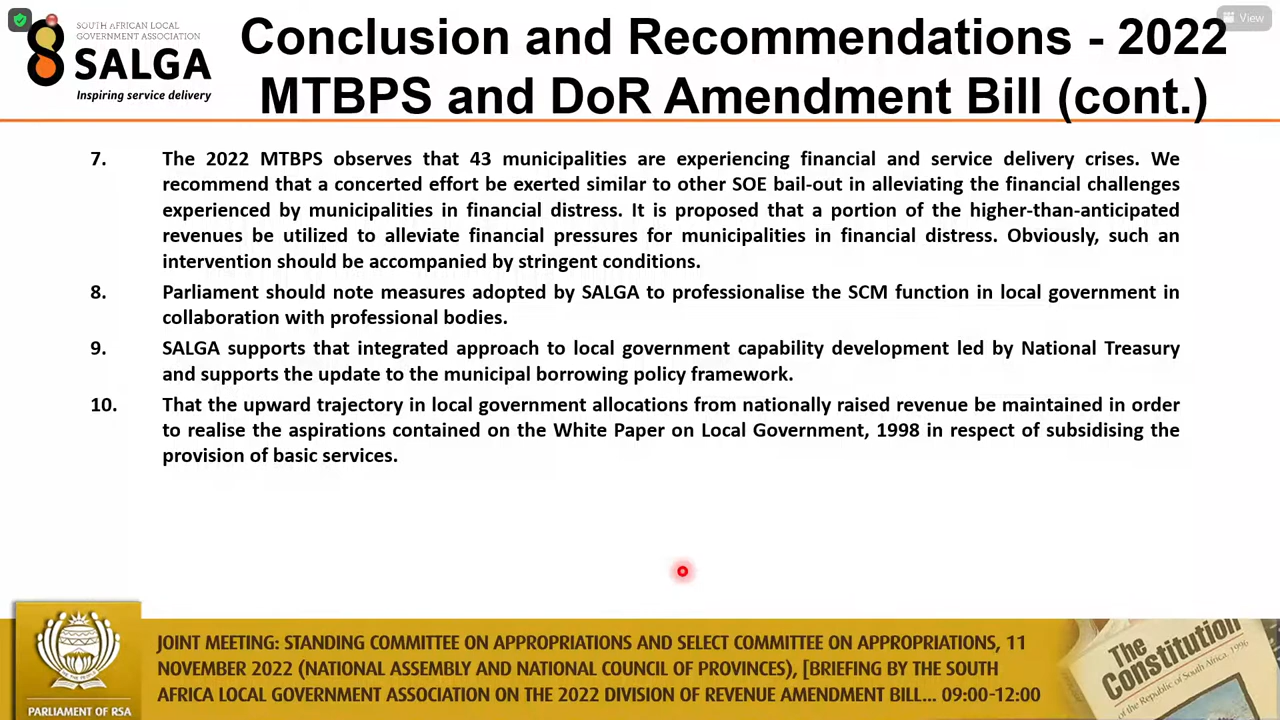 View
SOUTH AFRICAN LOCAL
GOVERNMENT ASSOCIATION
SALGA
Inspiring service delivery
Conclusion and Recommendations - 2022
MTBPS and DoR Amendment Bill (cont.)
7. The 2022 MTBPS observes that 43 municipalities are experiencing financial and service delivery crises. We
recommend that a concerted effort be exerted similar to other SOE bail-out in alleviating the financial challenges
experienced by municipalities in financial distress. It is proposed that a portion of the higher-than-anticipated
revenues be utilized to alleviate financial pressures for municipalities in financial distress. Obviously, such an
intervention should be accompanied by stringent conditions.
8. Parliament should note measures adopted by SALGA to professionalise the SCM function in local government in
collaboration with professional bodies.
9. SALGA supports that integrated approach to local government capability development led by National Treasury
and supports the update to the municipal borrowing policy framework.
10. That the upward trajectory in local government allocations from nationally raised revenue be maintained in order
to realise the aspirations contained on the White Paper on Local Government, 1998 in respect of subsidising the
provision of basic services.
PARLIAMENT OF RSA
JOINT MEETING: STANDING COMMITTEE ON APPROPRIATIONS AND SELECT COMMITTEE ON APPROPRIATIONS, 11
NOVEMBER 2022 (NATIONAL ASSEMBLY AND NATIONAL COUNCIL OF PROVINCES), [BRIEFING BY THE SOUTH
AFRICA LOCAL GOVERNMENT ASSOCIATION ON THE 2022 DIVISION OF REVENUE AMENDMENT BILL... 09:00-12:00
The
Constitution
of the Republic of South Africa, 1996